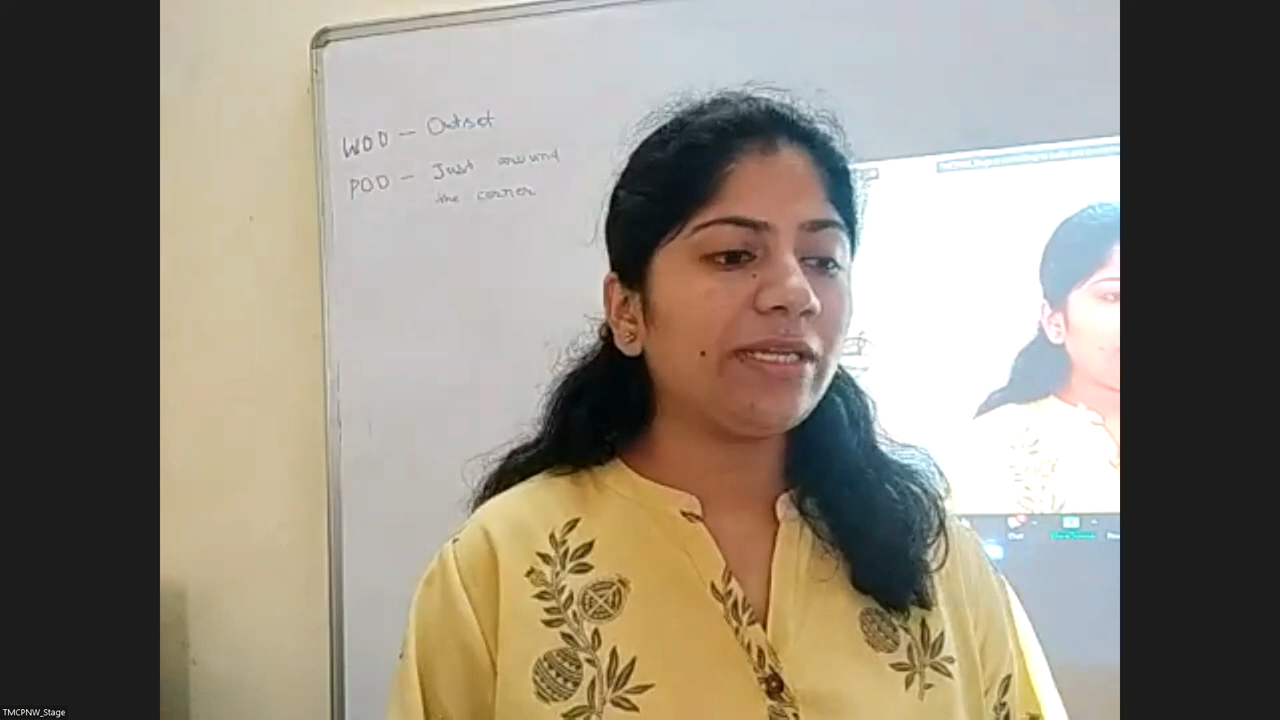 WOD - Outset
POD - Just around
the corner
TMCPNW_Stage